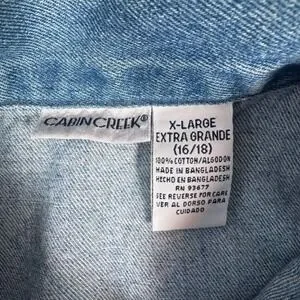 CABIN CREEK®
X-LARGE
EXTRA GRANDE
(16/18)
100% COTTON/ALGODON
MADE IN BANGLADESH
HECHO EN BANGLADESH
RN 93677
SEE REVERSE FOR CARE
VER AL DORSO PARA
CUIDADO